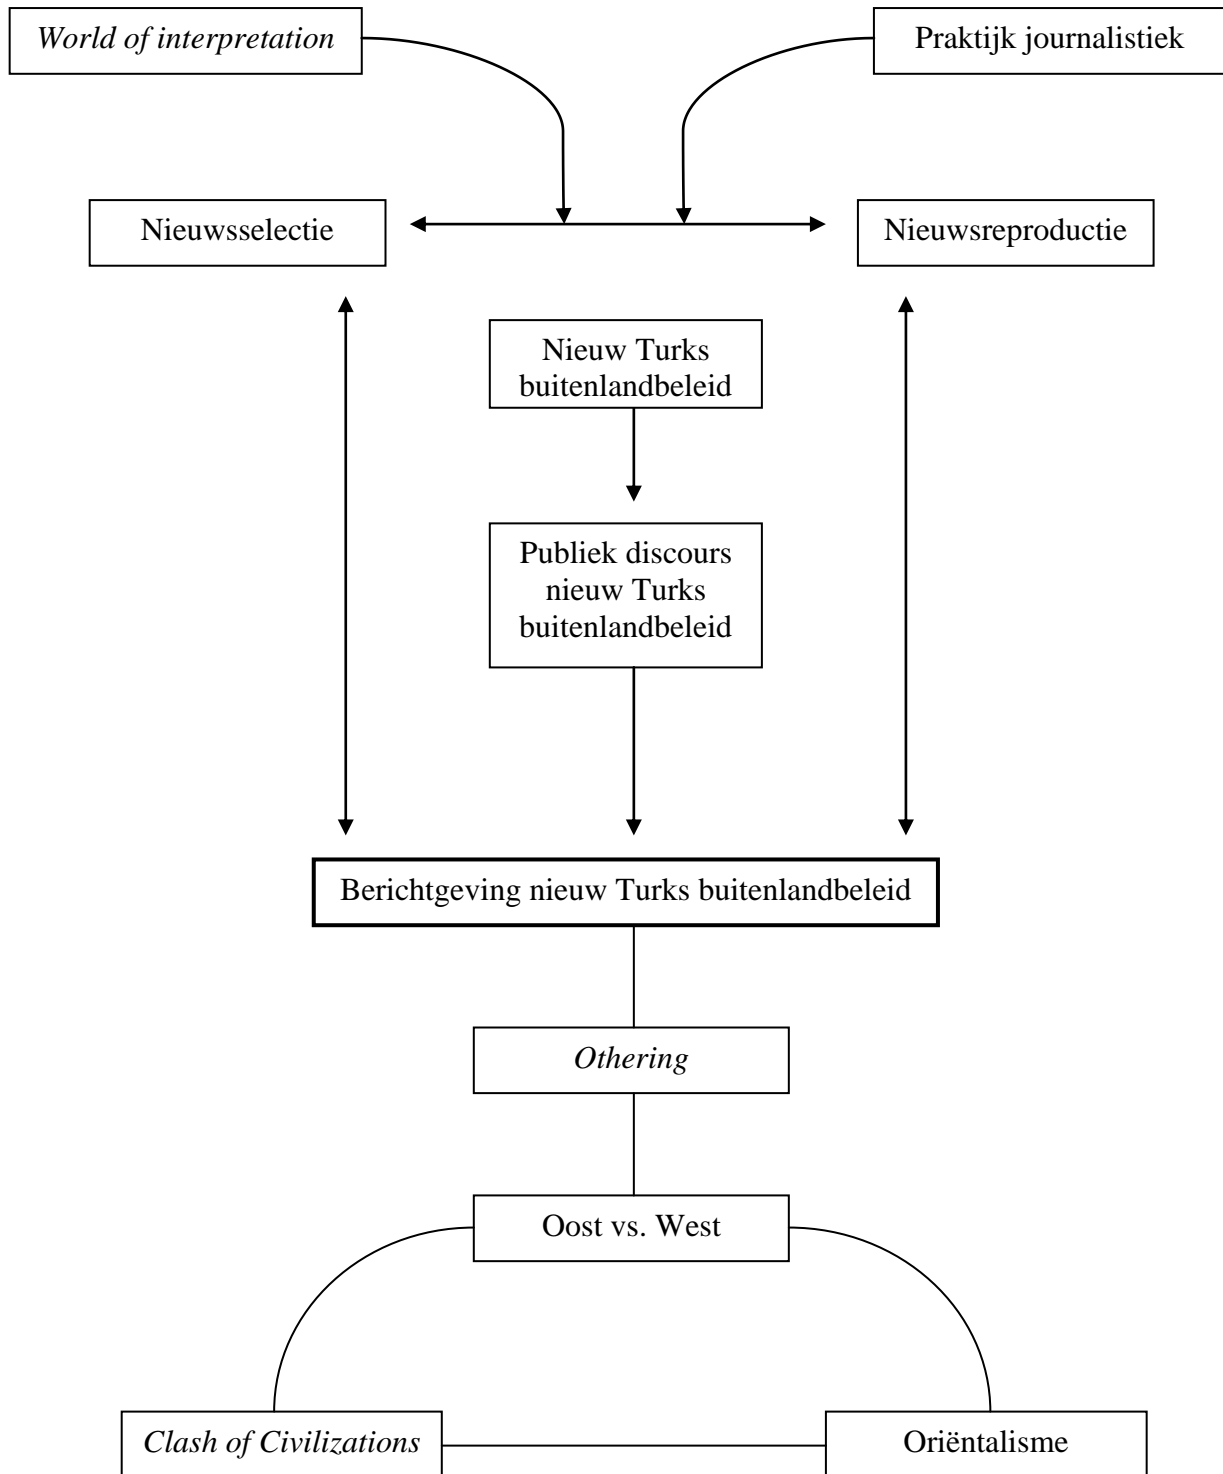 World of interpretation
Praktijk journalistiek
Nieuwsselectie
Nieuwsreproductie
Nieuw Turks
buitenlandbeleid
Publiek discours
nieuw Turks
buitenlandbeleid
Berichtgeving nieuw Turks buitenlandbeleid
Othering
Oost vs. West
Clash of Civilizations
Oriëntalisme